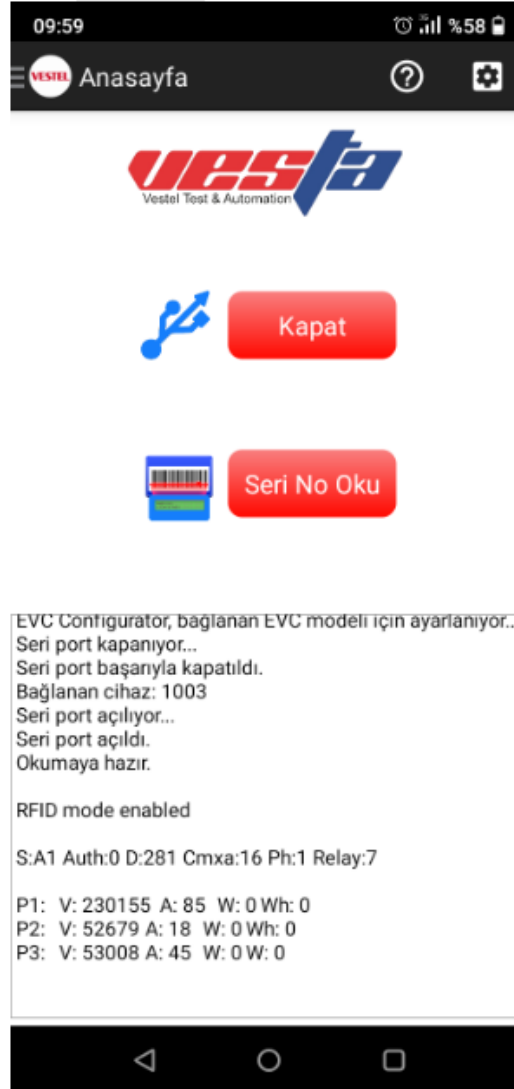 09:59
%58
VESTEL Anasayfa
vesta
Vestel Test & Automation
Kapat
Seri No Oku
EVC Configurator, bağlanan EVC modeli için ayarlanıyor..
Seri port kapanıyor...
Seri port başarıyla kapatıldı.
Bağlanan cihaz: 1003
Seri port açılıyor...
Seri port açıldı.
Okumaya hazır.
RFID mode enabled
S:A1 Auth:0 D:281 Cmxa:16 Ph:1 Relay:7
P1: V: 230155 A: 85 W: 0 Wh: 0
P2: V: 52679 A: 18 W: 0 Wh: 0
P3: V: 53008 A: 45 W: 0 W: 0